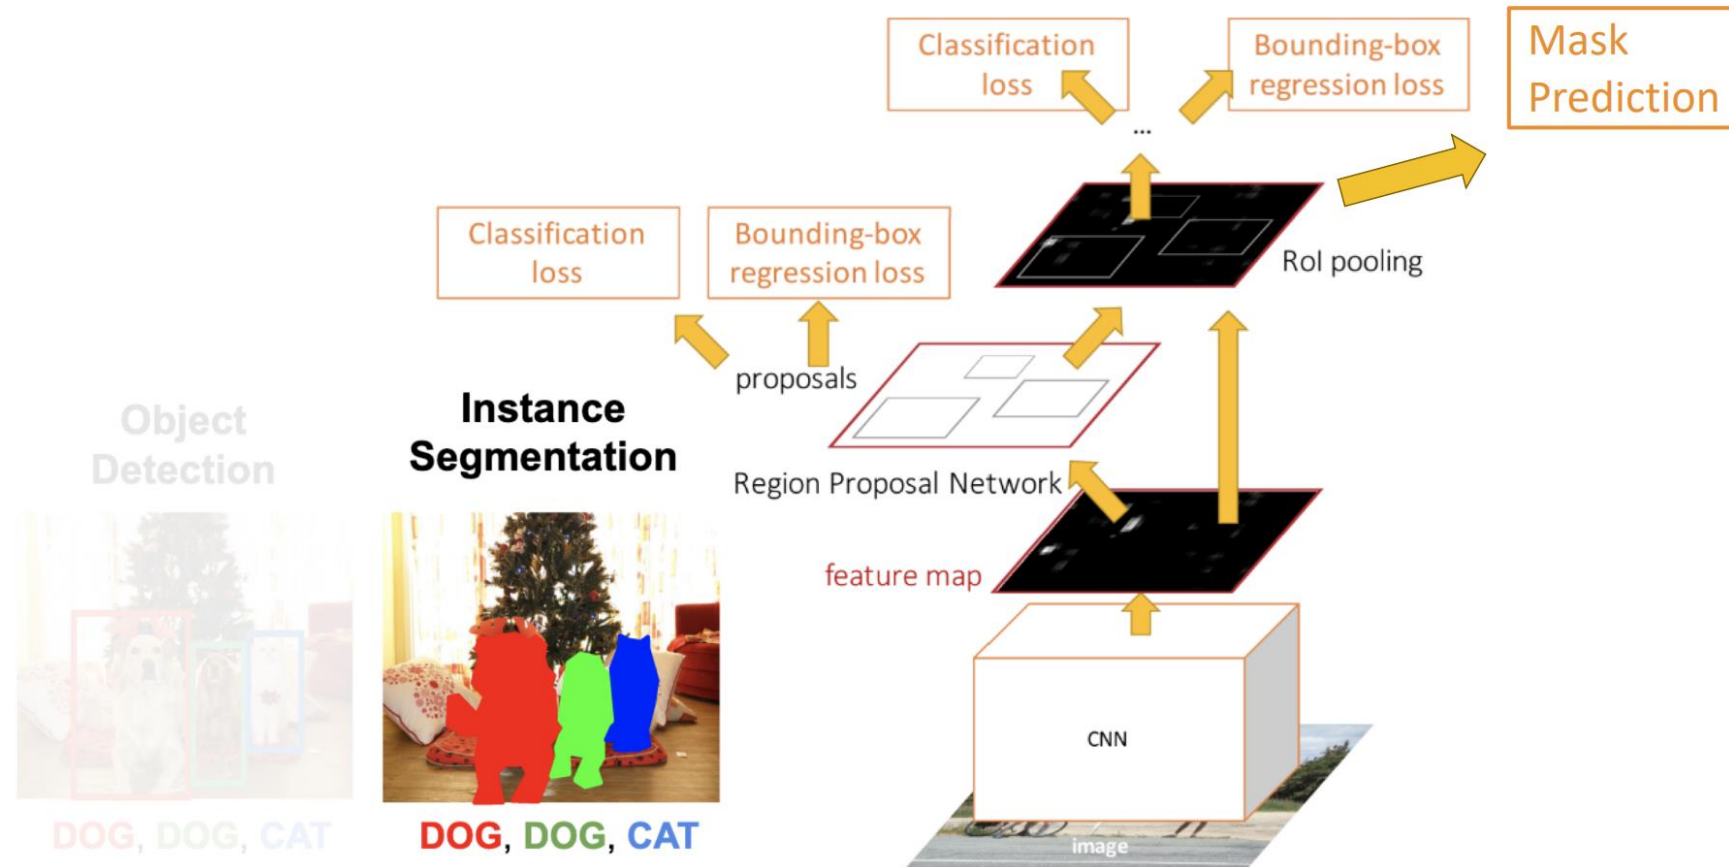 Classification
loss
Bounding-box
regression loss
Mask
Prediction
...
RoI pooling
Classification
loss
Bounding-box
regression loss
proposals
Region Proposal Network
feature map
CNN
image
Object
Detection
DOG, DOG, CAT
Instance
Segmentation
DOG, DOG, CAT